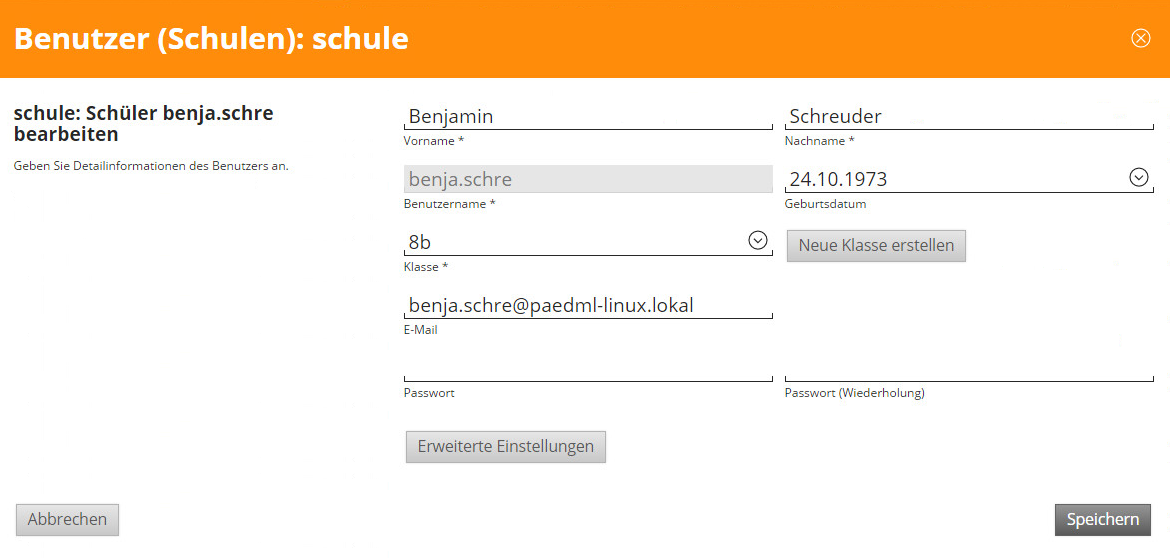 Benutzer (Schulen): schule
schule: Schüler benja.schre
bearbeiten
Geben Sie Detailinformationen des Benutzers an.
Benjamin
Vorname *
Schreuder
Nachname *
benja.schre
Benutzername *
24.10.1973
Geburtsdatum
8b
Klasse *
Neue Klasse erstellen
benja.schre@paedml-linux.lokal
E-Mail
Passwort
Passwort (Wiederholung)
Erweiterte Einstellungen
Abbrechen
Speichern